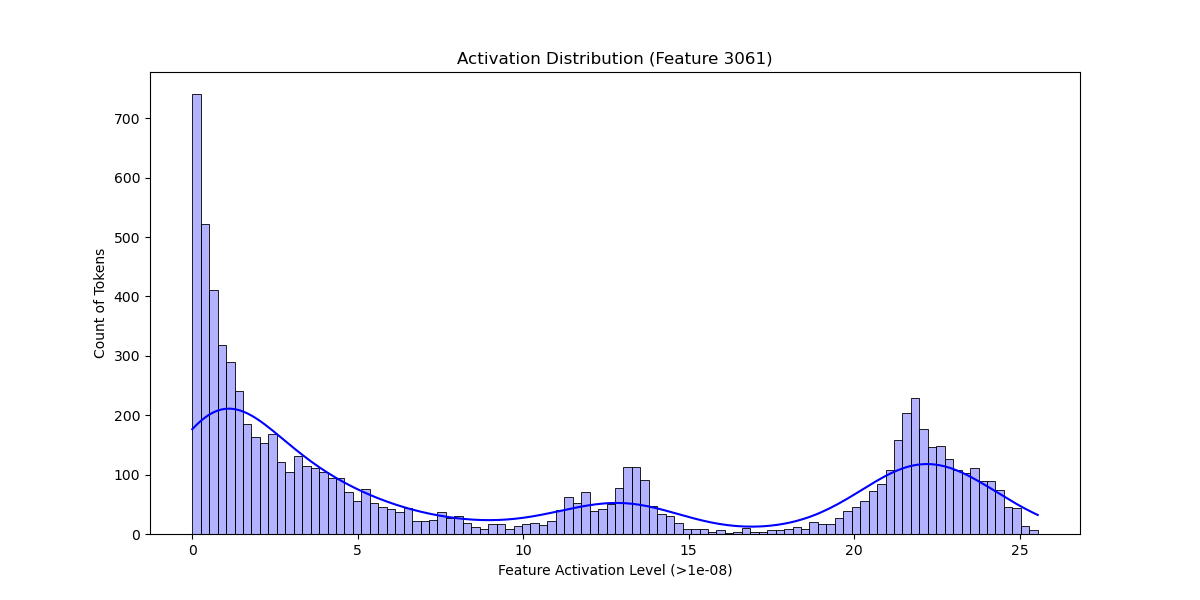 Activation Distribution (Feature 3061)
700
600
500
400
300
200
100
0
Count of Tokens
0 5 10 15 20 25
Feature Activation Level (>1e-08)